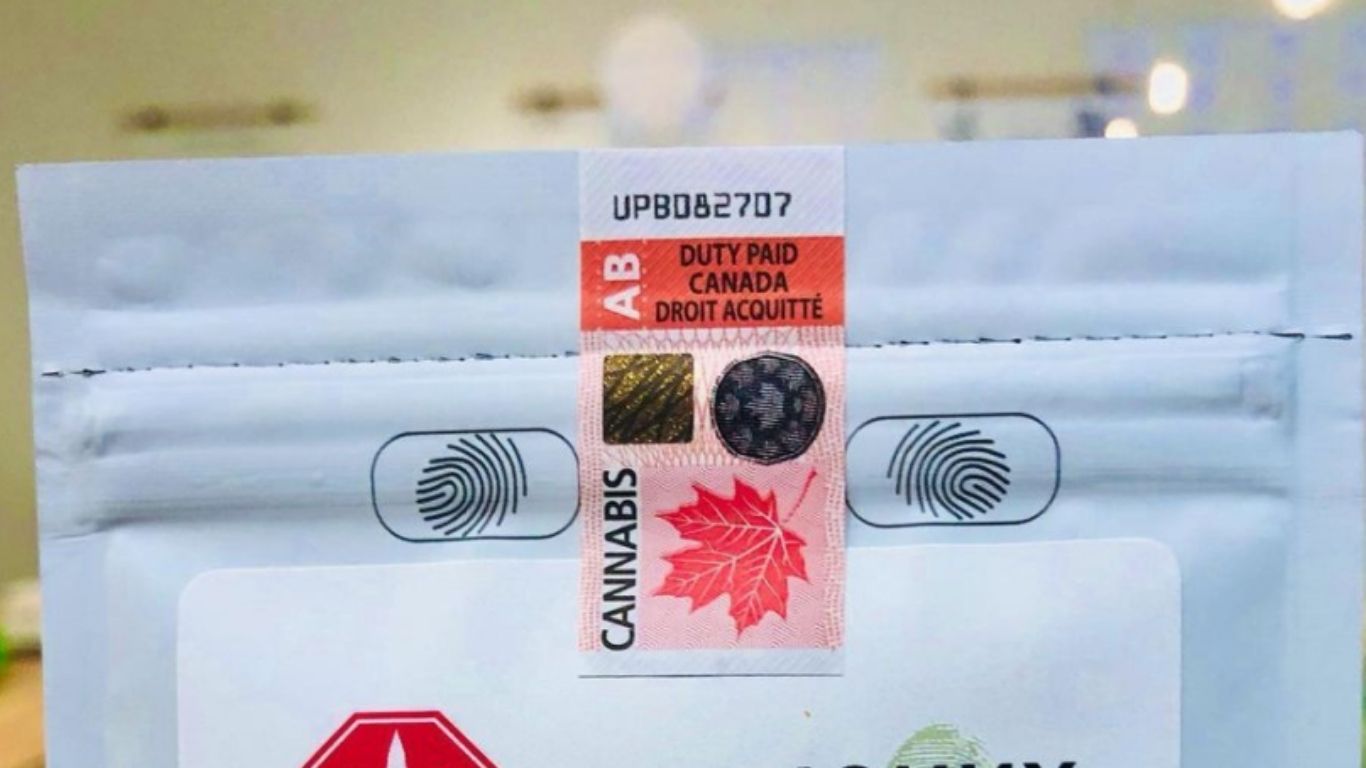 UPB082707
AB
DUTY PAID
CANADA
DROIT ACQUITTÉ
CANNABIS